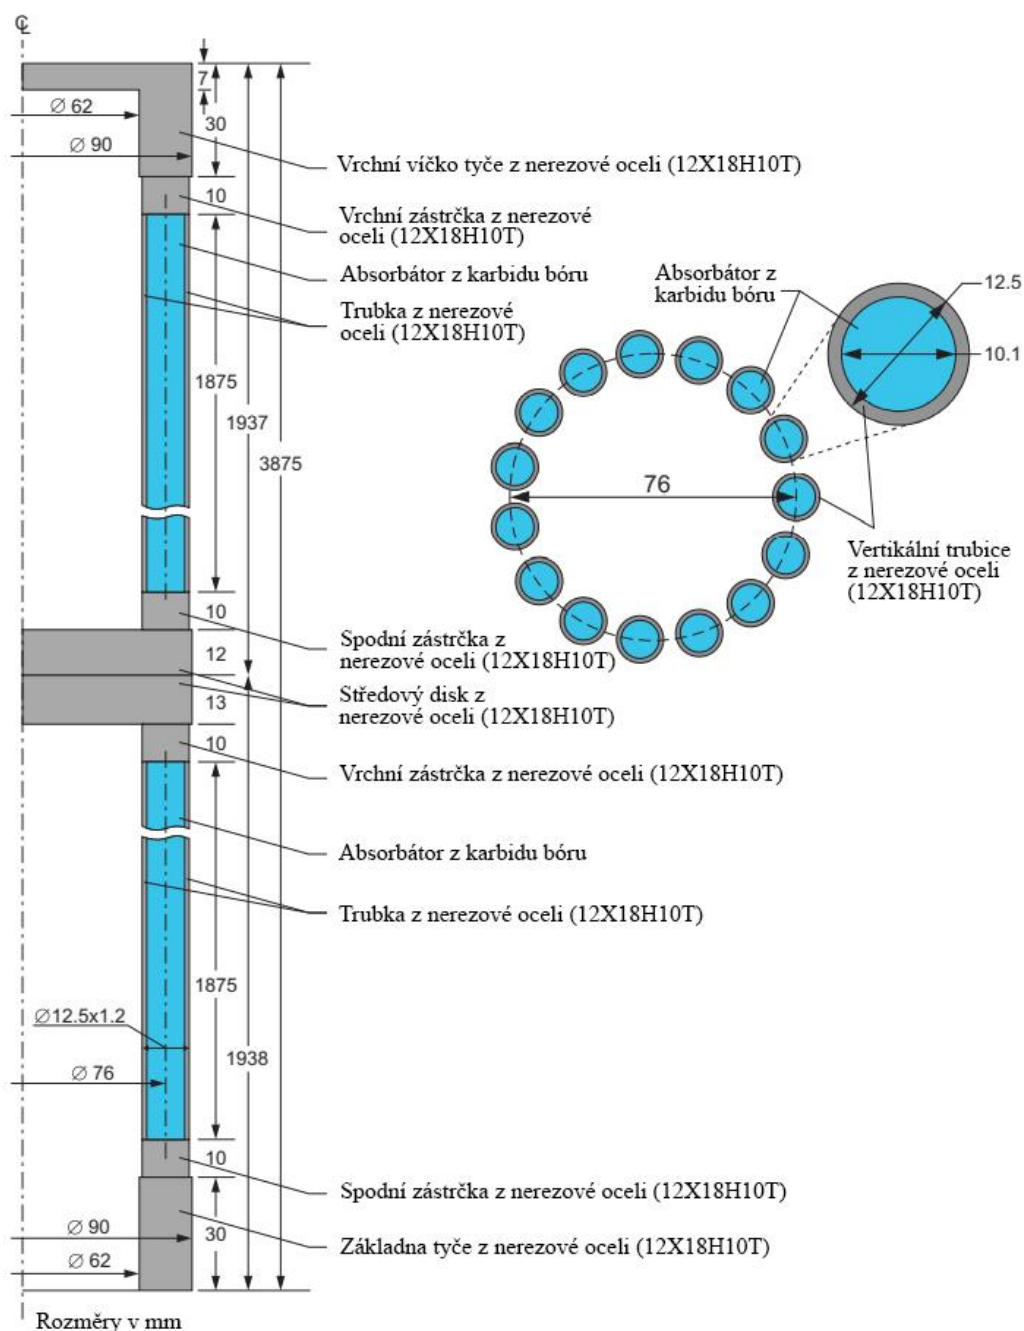 ℄
7
Ø 62
30
Ø 90
Vrchní víčko tyče z nerezové oceli (12X18H10T)
10
Vrchní zástrčka z nerezové
oceli (12X18H10T)
Absorbátor z karbidu bóru
Trubka z nerezové
oceli (12X18H10T)
1875
1937
3875
Absorbátor z
karbidu bóru
12.5
10.1
76
Vertikální trubice
z nerezové oceli
(12X18H10T)
10
Spodní zástrčka z
nerezové oceli (12X18H10T)
12
Středový disk z
nerezové oceli (12X18H10T)
13
10
Vrchní zástrčka z nerezové oceli (12X18H10T)
Absorbátor z karbidu bóru
Trubka z nerezové oceli (12X18H10T)
1875
Ø12.5x1.2
1938
Ø 76
10
Spodní zástrčka z nerezové oceli (12X18H10T)
Ø 90
30
Základna tyče z nerezové oceli (12X18H10T)
Ø 62
Rozměry v mm